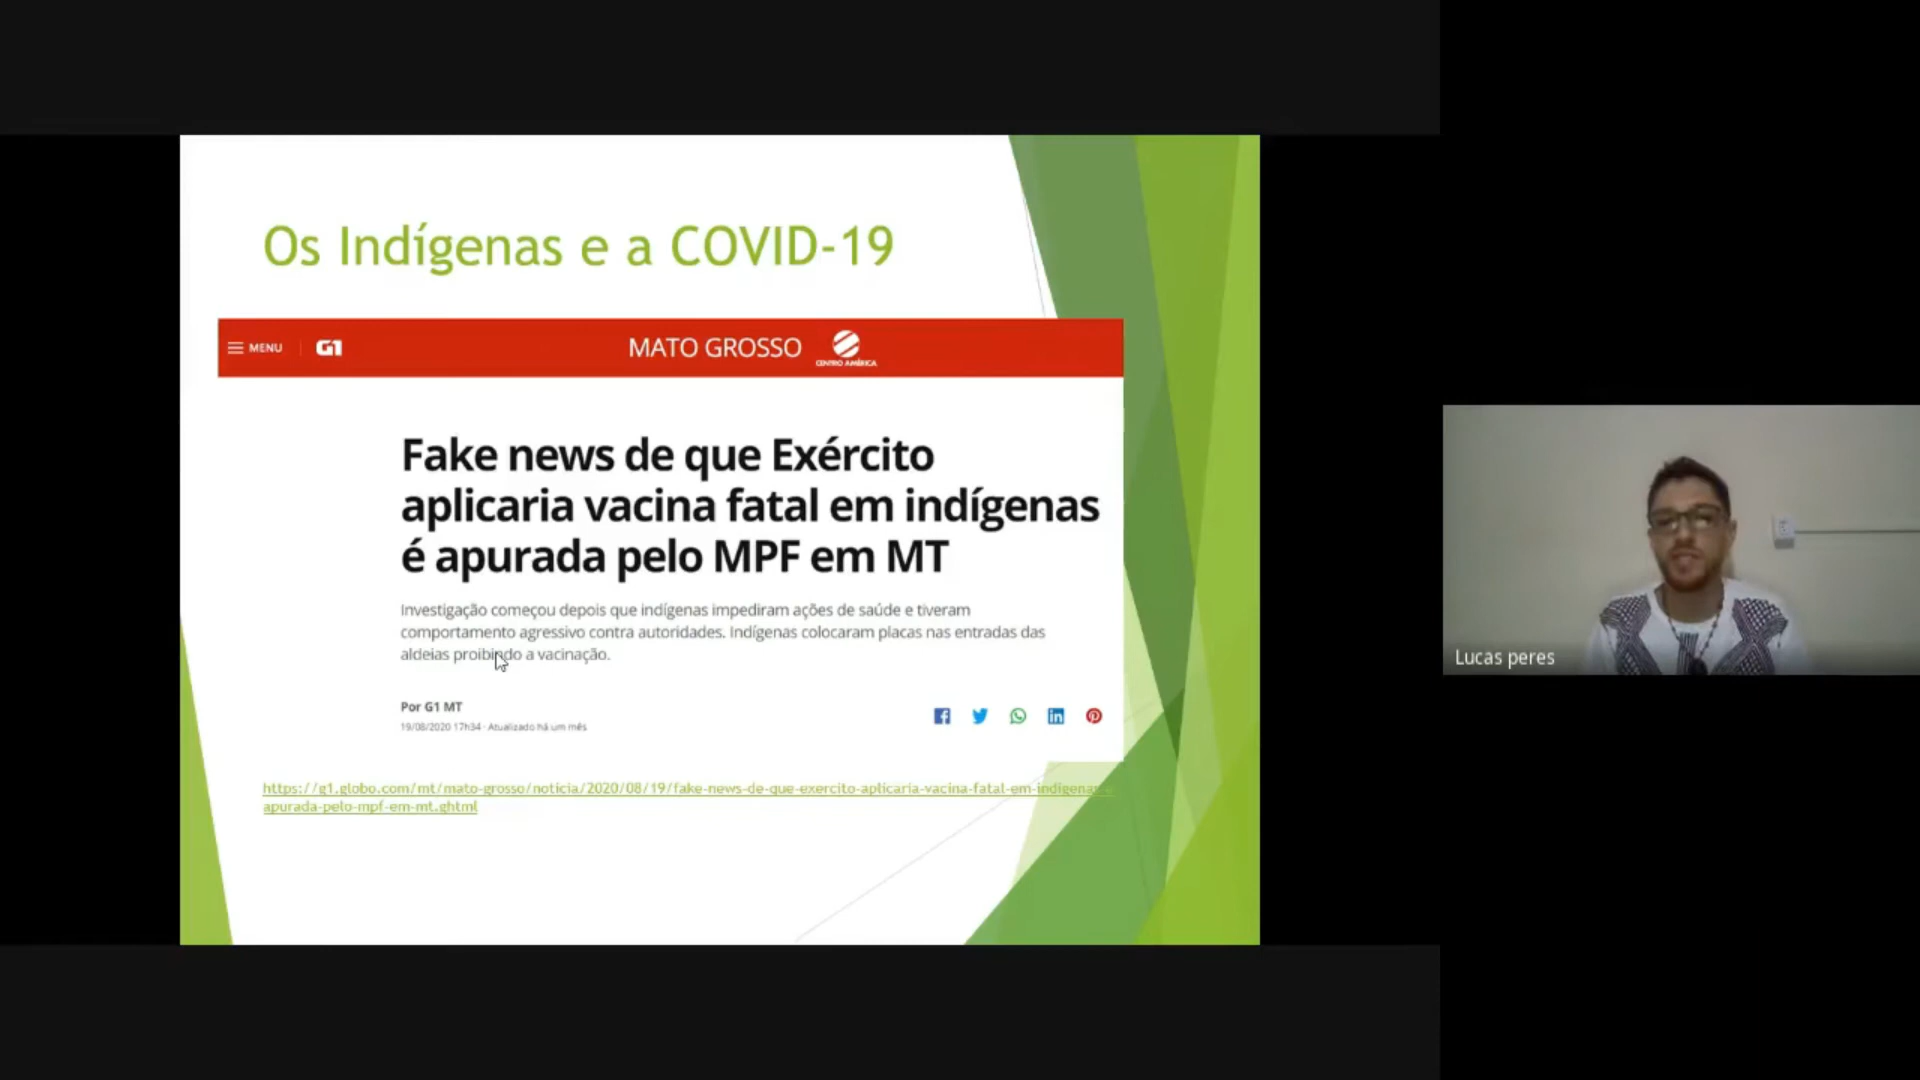 Os Indígenas e a COVID-19
MENU G1 MATO GROSSO CENTRO AMÉRICA
Fake news de que Exército
aplicaria vacina fatal em indígenas
é apurada pelo MPF em MT
Investigação começou depois que indígenas impediram ações de saúde e tiveram
comportamento agressivo contra autoridades. Indígenas colocaram placas nas entradas das
aldeias proibindo a vacinação.
Por G1 MT
19/08/2020 17h34 · Atualizado há um mês
https://g1.globo.com/mt/mato-grosso/noticia/2020/08/19/fake-news-de-que-exercito-aplicaria-vacina-fatal-em-indigenas-e-
apurada-pelo-mpf-em-mt.ghtml
Lucas peres